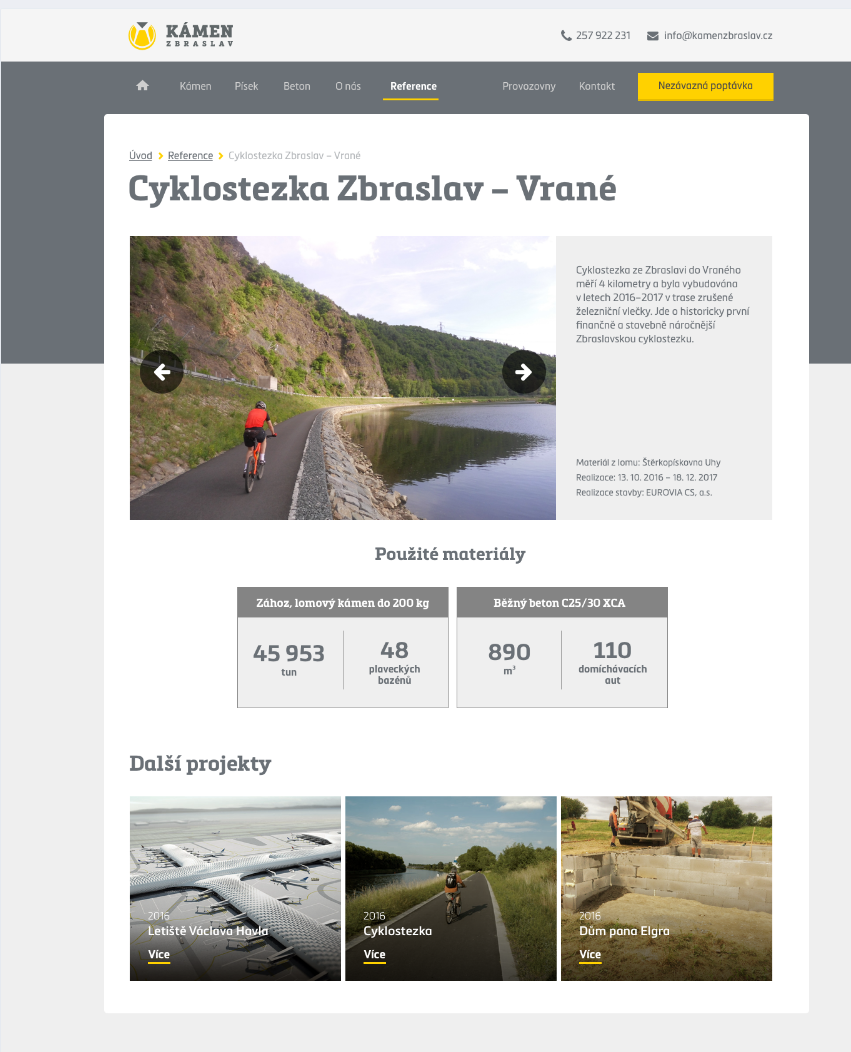 KÁMEN
ZBRASLAV
257 922 231
info@kamenzbraslav.cz
Kámen
Písek
Beton
O nás
Reference
Provozovny
Kontakt
Nezávazná poptávka
Úvod
Reference
Cyklostezka Zbraslav – Vrané
Cyklostezka Zbraslav – Vrané
Cyklostezka ze Zbraslavi do Vraného
měří 4 kilometry a byla vybudována
v letech 2016–2017 v trase zrušené
železniční vlečky. Jde o historicky první
finančně a stavebně náročnější
Zbraslavskou cyklostezku.
Materiál z lomu: Štěrkopískovna Uhy
Realizace: 13. 10. 2016 – 18. 12. 2017
Realizace stavby: EUROVIA CS, a.s.
Použité materiály
Zához, lomový kámen do 200 kg
45 953
tun
48
plaveckých
bazénů
Běžný beton C25/30 XCA
890
m³
110
domíchávacích
aut
Další projekty
2016
Letiště Václava Havla
Více
2016
Cyklostezka
Více
2016
Dům pana Elgra
Více